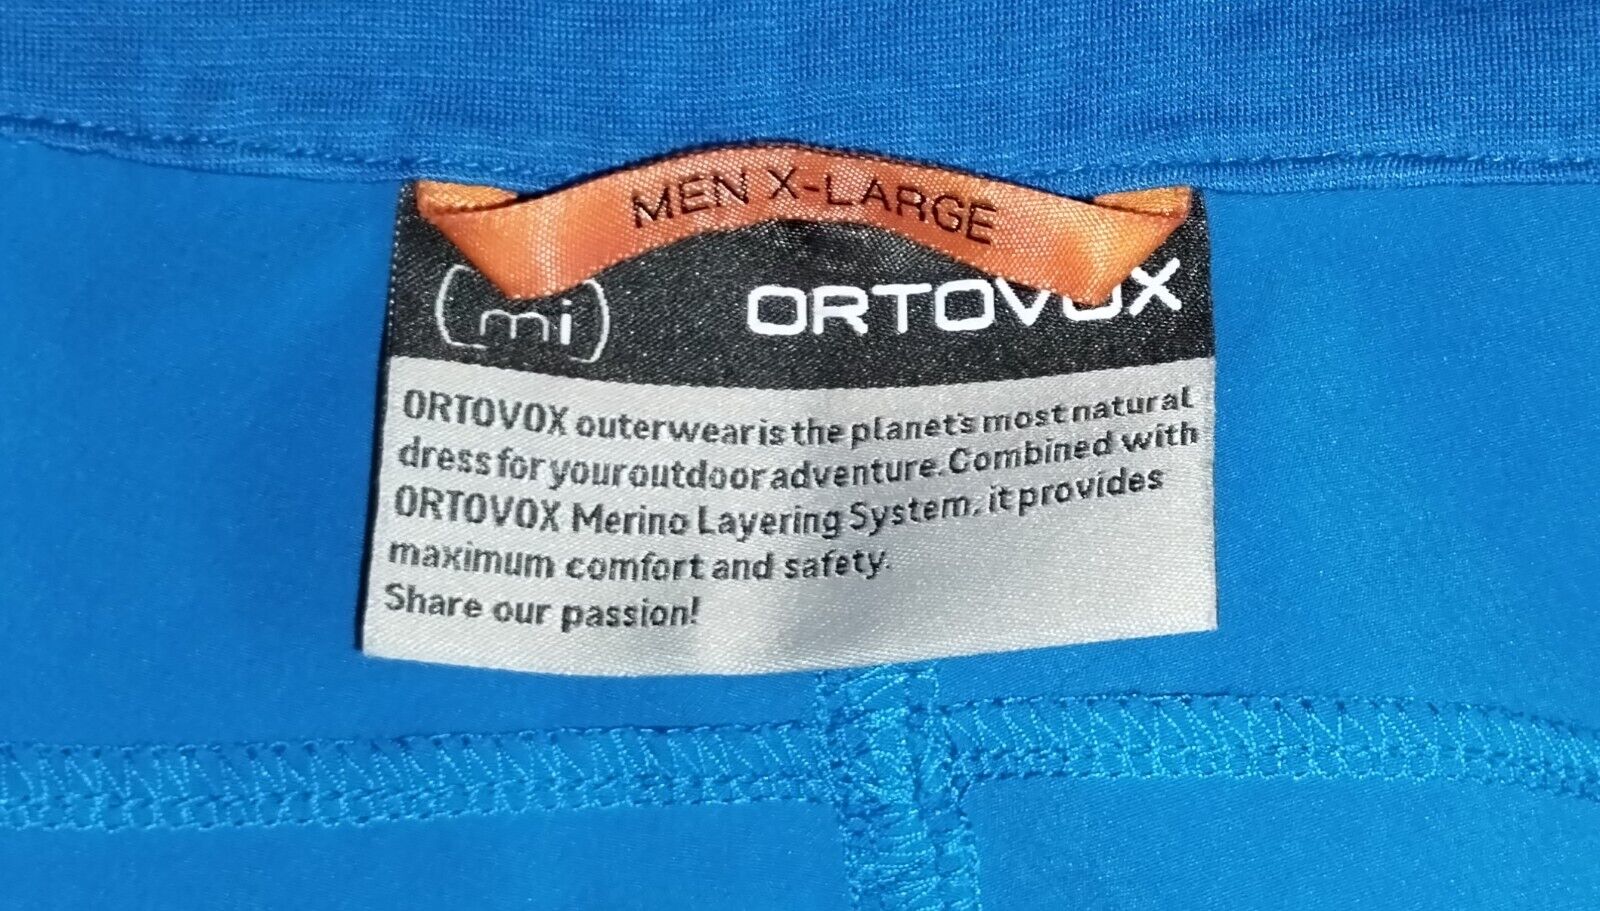 MEN X-LARGE
(mi) ORTOVOX
ORTOVOX outerwear is the planet's most natural
dress for your outdoor adventure. Combined with
ORTOVOX Merino Layering System, it provides
maximum comfort and safety.
Share our passion!